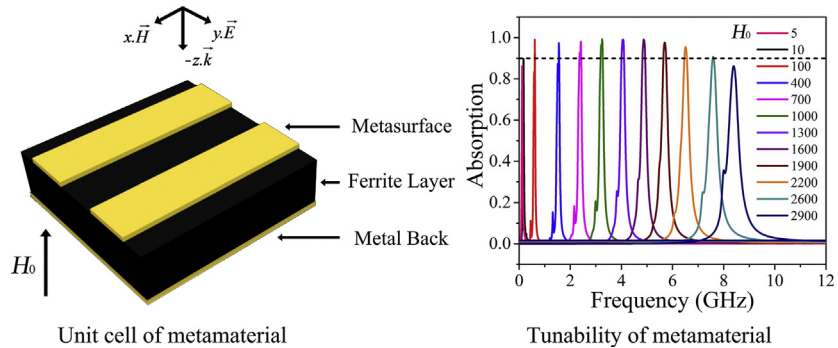 x.H⃗ y.E⃗
-z.k⃗
Metasurface
Ferrite Layer
Metal Back
H₀
Unit cell of metamaterial
Absorption
1.0
0.8
0.6
0.4
0.2
0.0
H₀
5
10
100
400
700
1000
1300
1600
1900
2200
2600
2900
0 2 4 6 8 10 12
Frequency (GHz)
Tunability of metamaterial